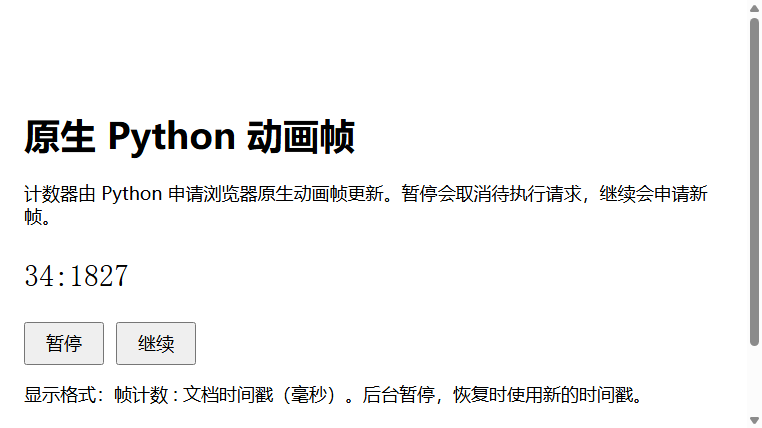 原生 Python 动画帧
计数器由 Python 申请浏览器原生动画帧更新。暂停会取消待执行请求，继续会申请新
帧。
34:1827
暂停 继续
显示格式：帧计数 : 文档时间戳（毫秒）。后台暂停，恢复时使用新的时间戳。